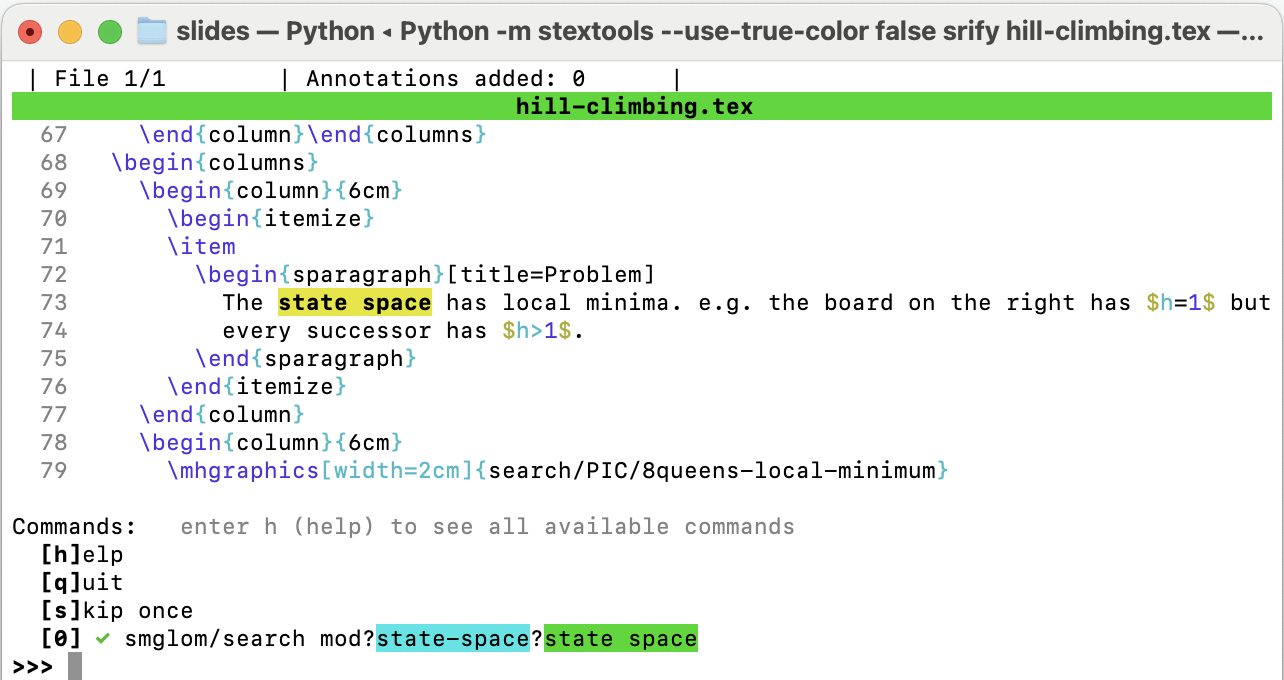 slides — Python ◂ Python -m stextools --use-true-color false srify hill-climbing.tex —...
| File 1/1        | Annotations added: 0      |
hill-climbing.tex
67     \end{column}\end{columns}
68   \begin{columns}
69     \begin{column}{6cm}
70       \begin{itemize}
71       \item
72         \begin{sparagraph}[title=Problem]
73           The state space has local minima. e.g. the board on the right has $h=1$ but
74           every successor has $h>1$.
75         \end{sparagraph}
76       \end{itemize}
77     \end{column}
78     \begin{column}{6cm}
79       \mhgraphics[width=2cm]{search/PIC/8queens-local-minimum}
Commands:   enter h (help) to see all available commands
[h]elp
[q]uit
[s]kip once
[0] ✓ smglom/search mod?state-space?state space
>>>